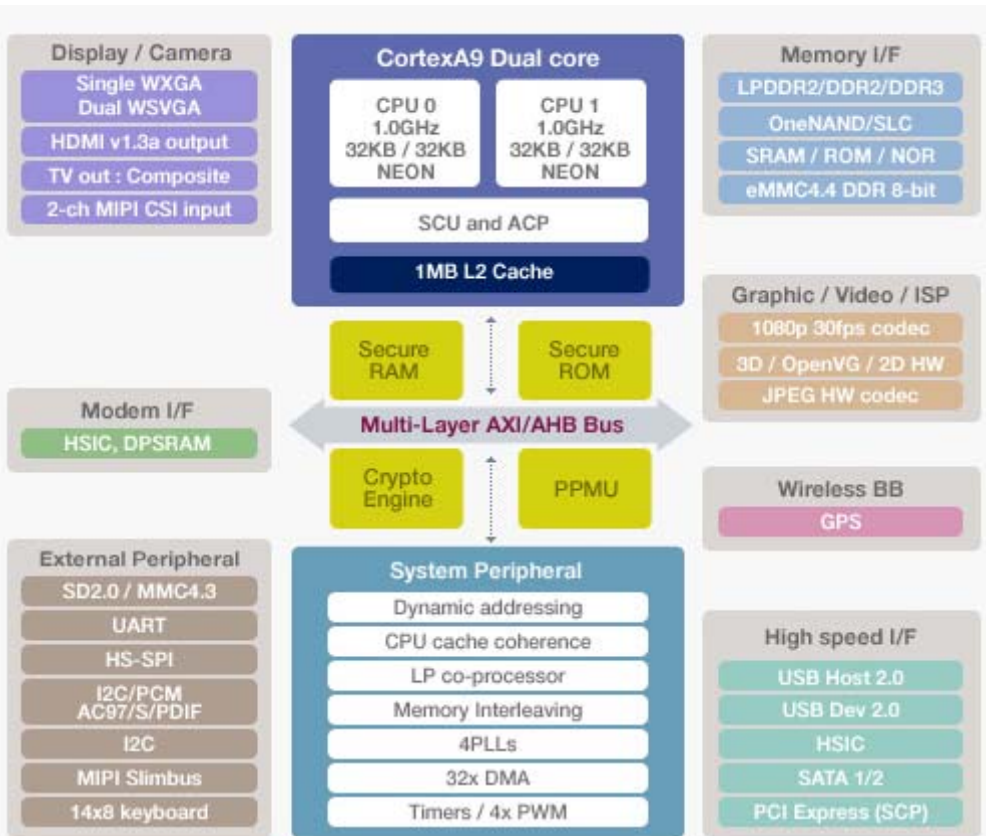 Display / Camera
Single WXGA
Dual WSVGA
HDMI v1.3a output
TV out : Composite
2-ch MIPI CSI input
CortexA9 Dual core
CPU 0
1.0GHz
32KB / 32KB
NEON
CPU 1
1.0GHz
32KB / 32KB
NEON
SCU and ACP
1MB L2 Cache
Memory I/F
LPDDR2/DDR2/DDR3
OneNAND/SLC
SRAM / ROM / NOR
eMMC4.4 DDR 8-bit
Graphic / Video / ISP
1080p 30fps codec
3D / OpenVG / 2D HW
JPEG HW codec
Secure
RAM
Secure
ROM
Modem I/F
HSIC, DPSRAM
Multi-Layer AXI/AHB Bus
Crypto
Engine
PPMU
Wireless BB
GPS
External Peripheral
SD2.0 / MMC4.3
UART
HS-SPI
I2C/PCM
AC97/S/PDIF
I2C
MIPI Slimbus
14x8 keyboard
System Peripheral
Dynamic addressing
CPU cache coherence
LP co-processor
Memory Interleaving
4PLLs
32x DMA
Timers / 4x PWM
High speed I/F
USB Host 2.0
USB Dev 2.0
HSIC
SATA 1/2
PCI Express (SCP)